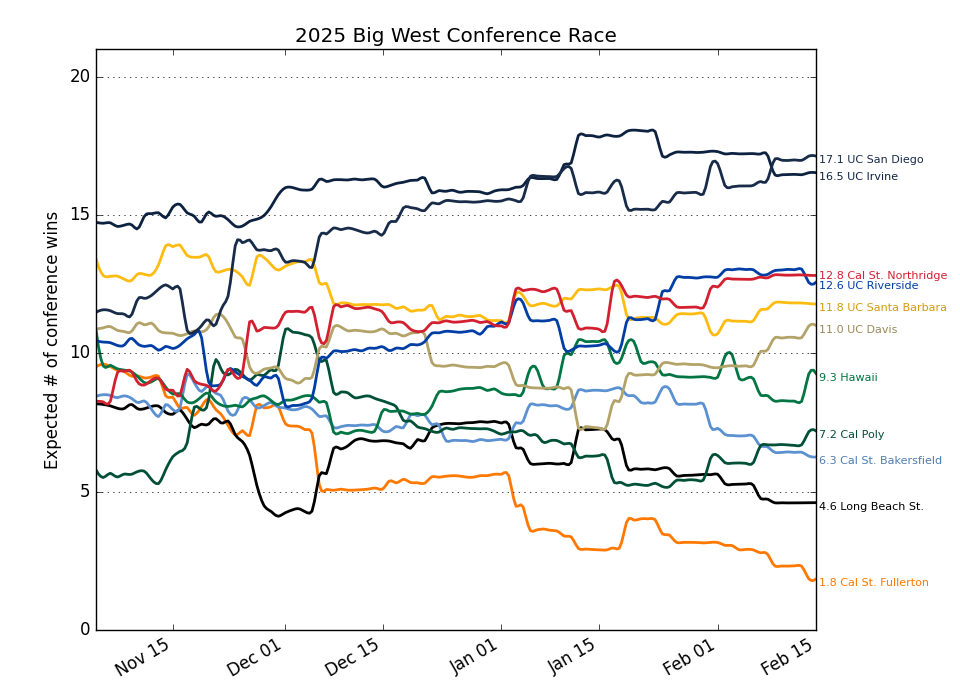 2025 Big West Conference Race
Expected # of conference wins
20
15
10
5
0
17.1 UC San Diego
16.5 UC Irvine
12.8 Cal St. Northridge
12.6 UC Riverside
11.8 UC Santa Barbara
11.0 UC Davis
9.3 Hawaii
7.2 Cal Poly
6.3 Cal St. Bakersfield
4.6 Long Beach St.
1.8 Cal St. Fullerton
Nov 15
Dec 01
Dec 15
Jan 01
Jan 15
Feb 01
Feb 15